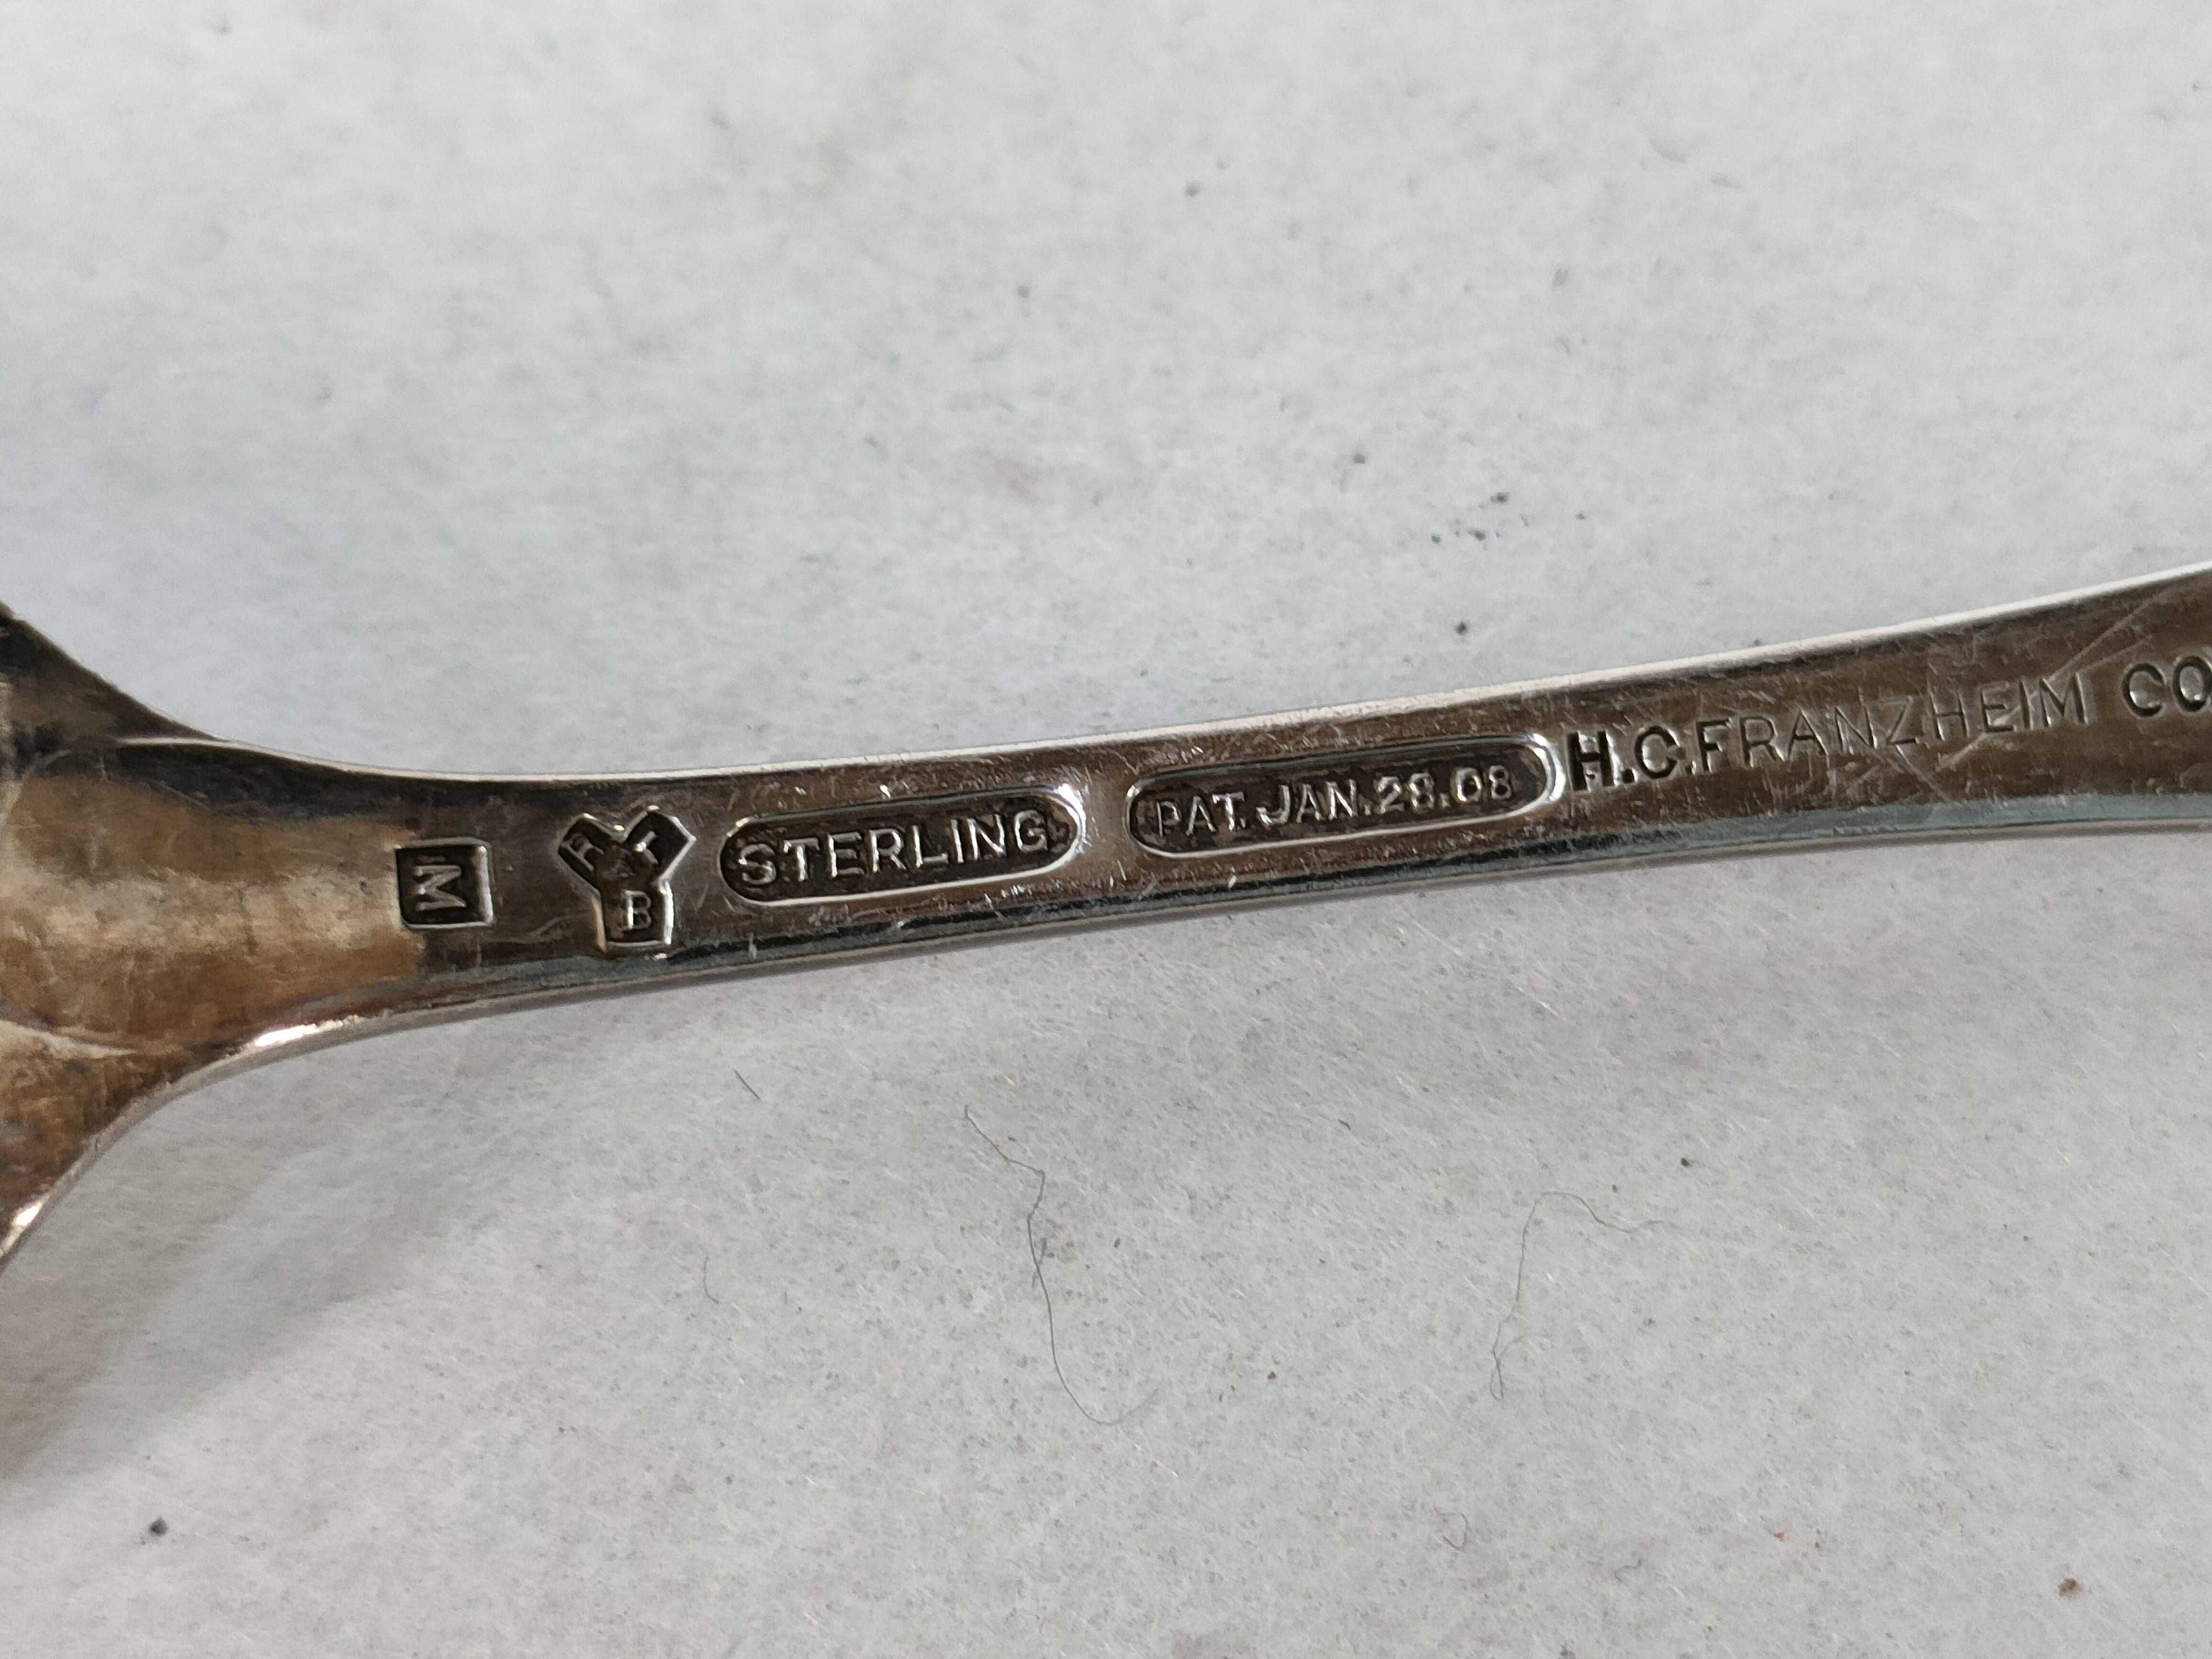 M
R L B
STERLING
PAT. JAN. 28. 08
H.C. FRANZHEIM CO